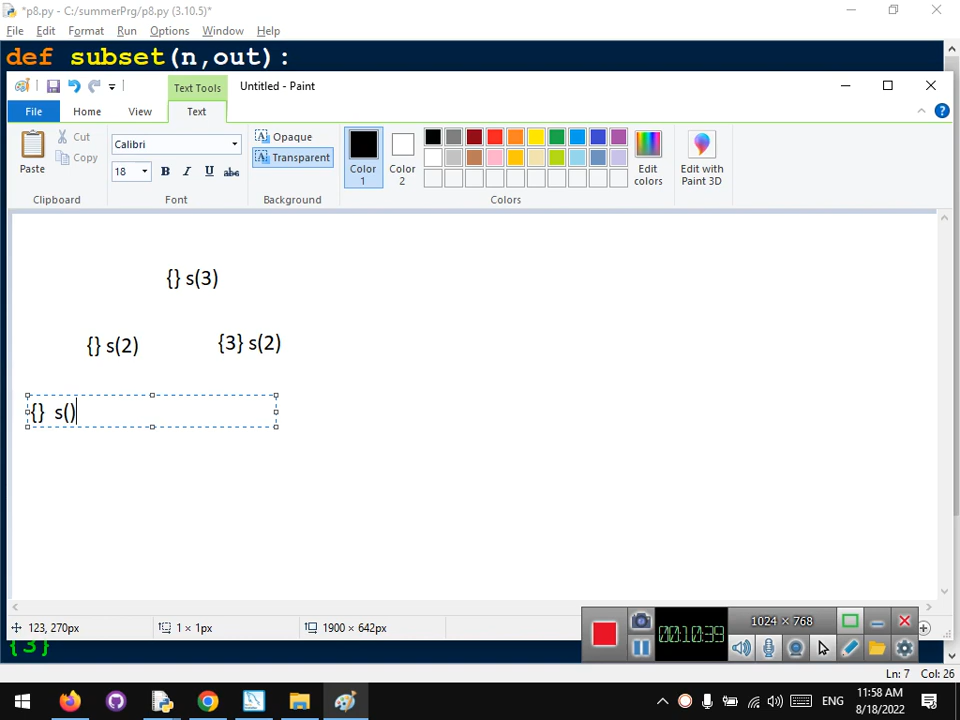 *p8.py - C:/summerPrg/p8.py (3.10.5)*
File Edit Format Run Options Window Help
def subset(n,out):
Text Tools Untitled - Paint
File Home View Text
Paste Cut Copy Calibri 18 B I U abc Opaque Transparent Color 1 Color 2 Edit colors Edit with Paint 3D
Clipboard Font Background Colors
{} s(3)
{} s(2) {3} s(2)
{} s()
123, 270px 1 × 1px 1900 × 642px
00:10:39 1024 × 768
{3}
Ln: 7 Col: 26
ENG 11:58 AM 8/18/2022